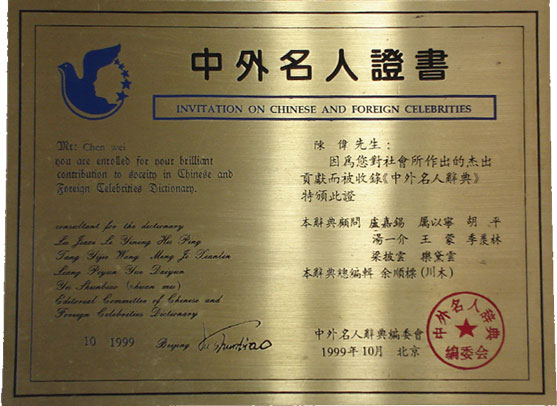 中外名人證書
INVITATION ON CHINESE AND FOREIGN CELEBRITIES
Mr: Chen wei
you are enrolled for your brilliant
contribution to soceity in Chinese and
Foreign Celebrities Dictionary.
consultant for the dictionary
Lu Jiaxi Li Yining Hu Ping
Tang Yijie Wang Meng Ji Xianlin
Liang Piyun Yue Daiyun
Yu Shunbiao (chuan mu)
Editorial Committee of Chinese and
Foreign Celebrities Dictionary
10 1999 Beijing
陳偉先生：
因爲您對社會所作出的杰出
貢獻而被收錄《中外名人辭典》
特頒此證
本辭典顧問 盧嘉錫 厲以寧 胡平
湯一介 王蒙 季羨林
梁披雲 樂黛雲
本辭典總編輯 余順標(川木)
中外名人辭典編委會
1999年10月 北京
中外名人辞典
编委会